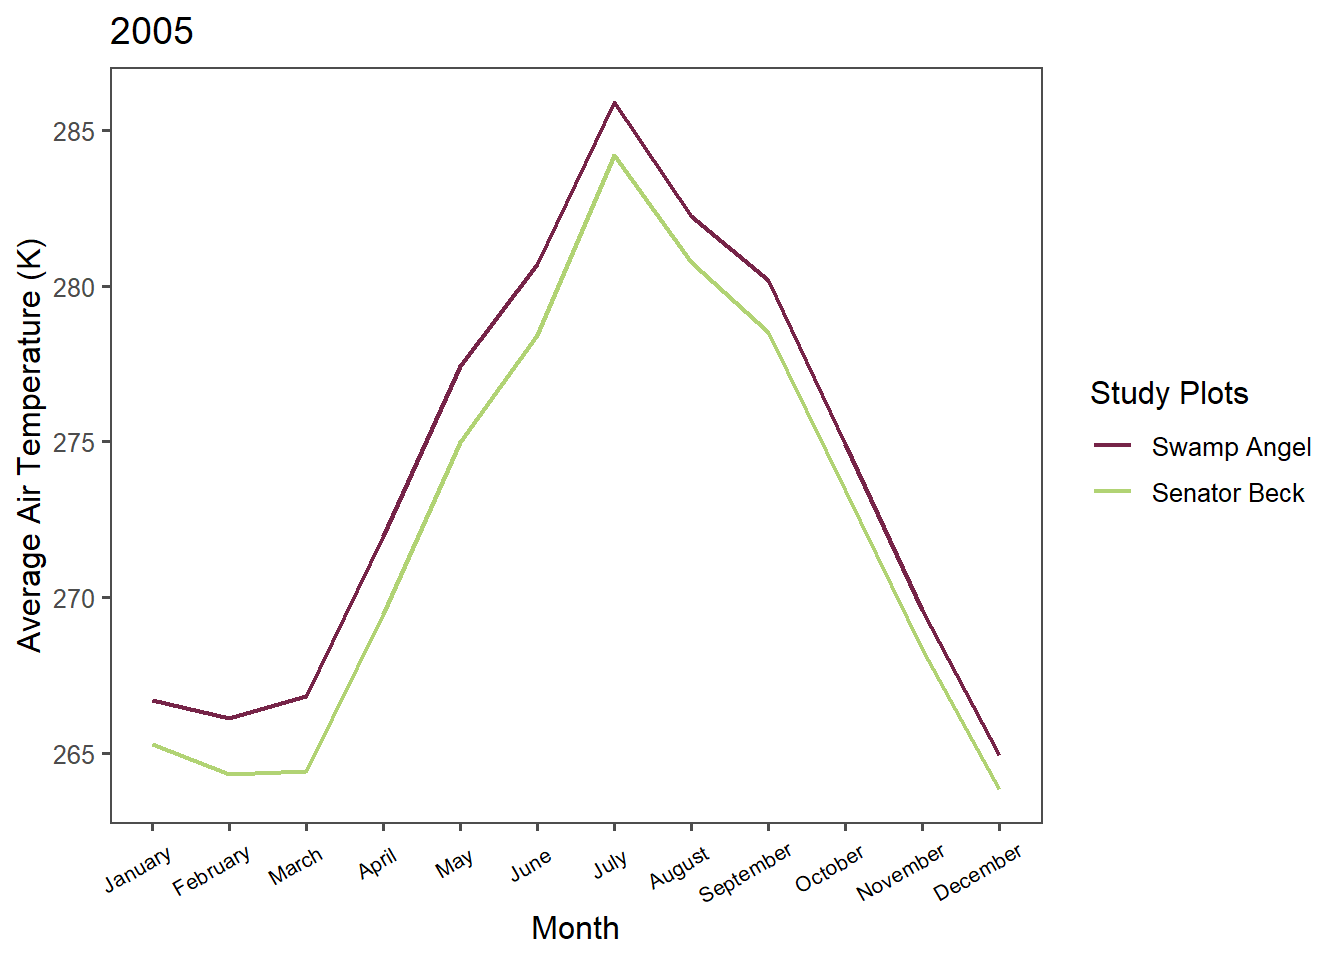 2005
Average Air Temperature (K)
285
280
275
270
265
January
February
March
April
May
June
July
August
September
October
November
December
Month
Study Plots
Swamp Angel
Senator Beck